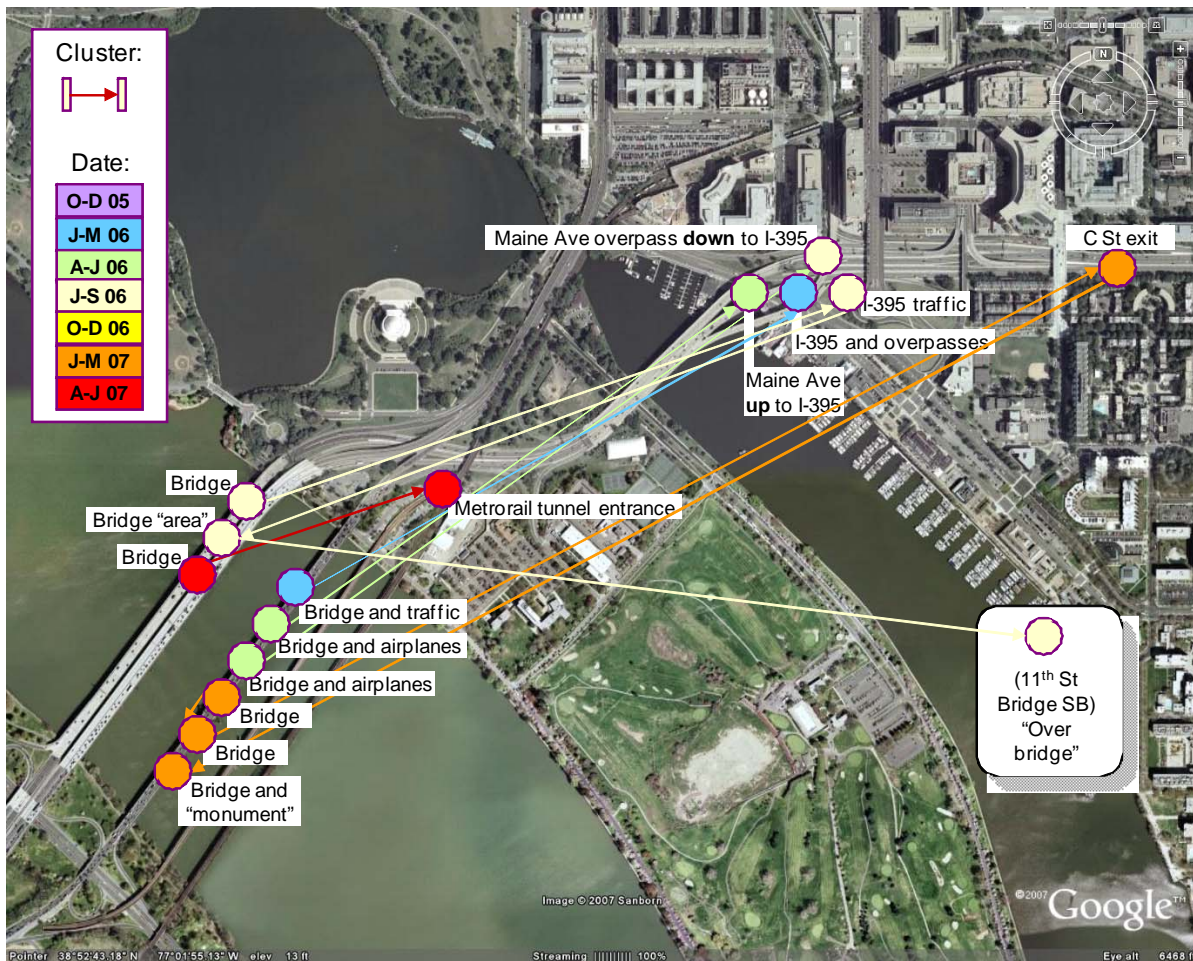 Cluster:
Date:
O-D 05
J-M 06
A-J 06
J-S 06
O-D 06
J-M 07
A-J 07
N
Maine Ave overpass down to I-395
C St exit
I-395 traffic
I-395 and overpasses
Maine Ave
up to I-395
Bridge
Bridge “area”
Bridge
Metrorail tunnel entrance
Bridge and traffic
Bridge and airplanes
Bridge and airplanes
Bridge
Bridge
Bridge and
“monument”
(11th St
Bridge SB)
“Over
bridge”
Image © 2007 Sanborn
©2007 Google™
Pointer 38°52'43.18" N 77°01'55.13" W elev 13 ft
Streaming |||||||||| 100%
Eye alt 6468 ft